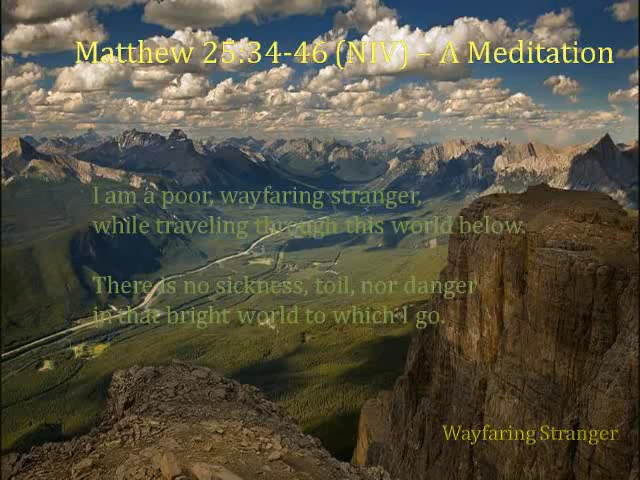 Matthew 25:34-46 (NIV) – A Meditation
I am a poor, wayfaring stranger,
while traveling through this world below.
There is no sickness, toil, nor danger
in that bright world to which I go.
Wayfaring Stranger